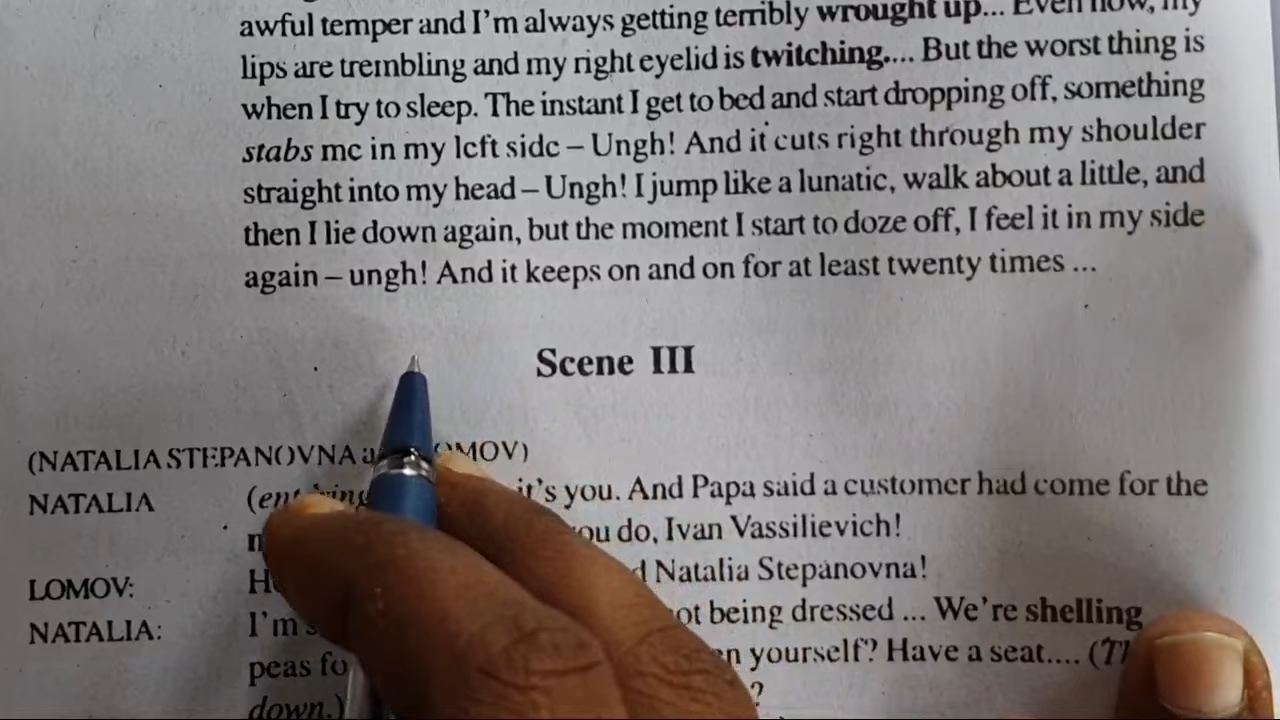 awful temper and I'm always getting terribly wrought up... Even now, my
lips are trembling and my right eyelid is twitching.... But the worst thing is
when I try to sleep. The instant I get to bed and start dropping off, something
stabs me in my left side – Ungh! And it cuts right through my shoulder
straight into my head – Ungh! I jump like a lunatic, walk about a little, and
then I lie down again, but the moment I start to doze off, I feel it in my side
again – ungh! And it keeps on and on for at least twenty times ...
Scene III
(NATALIA STEPANOVNA LOMOV)
NATALIA (entering it's you. And Papa said a customer had come for the
you do, Ivan Vassilievich!
LOMOV: Natalia Stepanovna!
NATALIA: I'm not being dressed ... We're shelling
peas yourself? Have a seat....
down.) ?